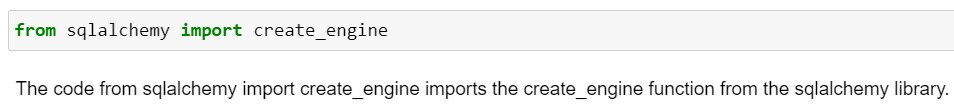 from sqlalchemy import create_engine
The code from sqlalchemy import create_engine imports the create_engine function from the sqlalchemy library.